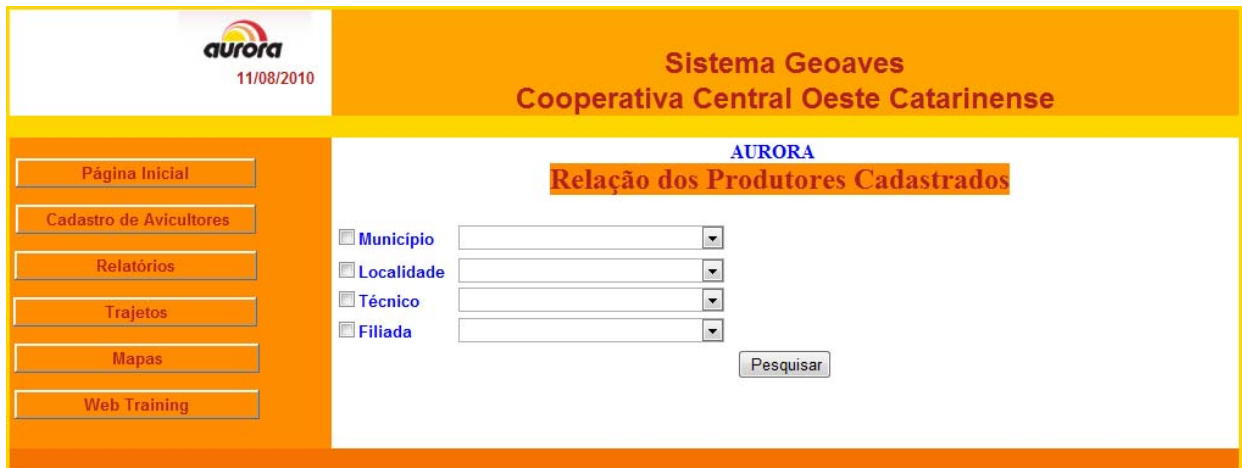 aurora
11/08/2010
Sistema Geoaves
Cooperativa Central Oeste Catarinense
Página Inicial
Cadastro de Avicultores
Relatórios
Trajetos
Mapas
Web Training
AURORA
Relação dos Produtores Cadastrados
Município
Localidade
Técnico
Filiada
Pesquisar